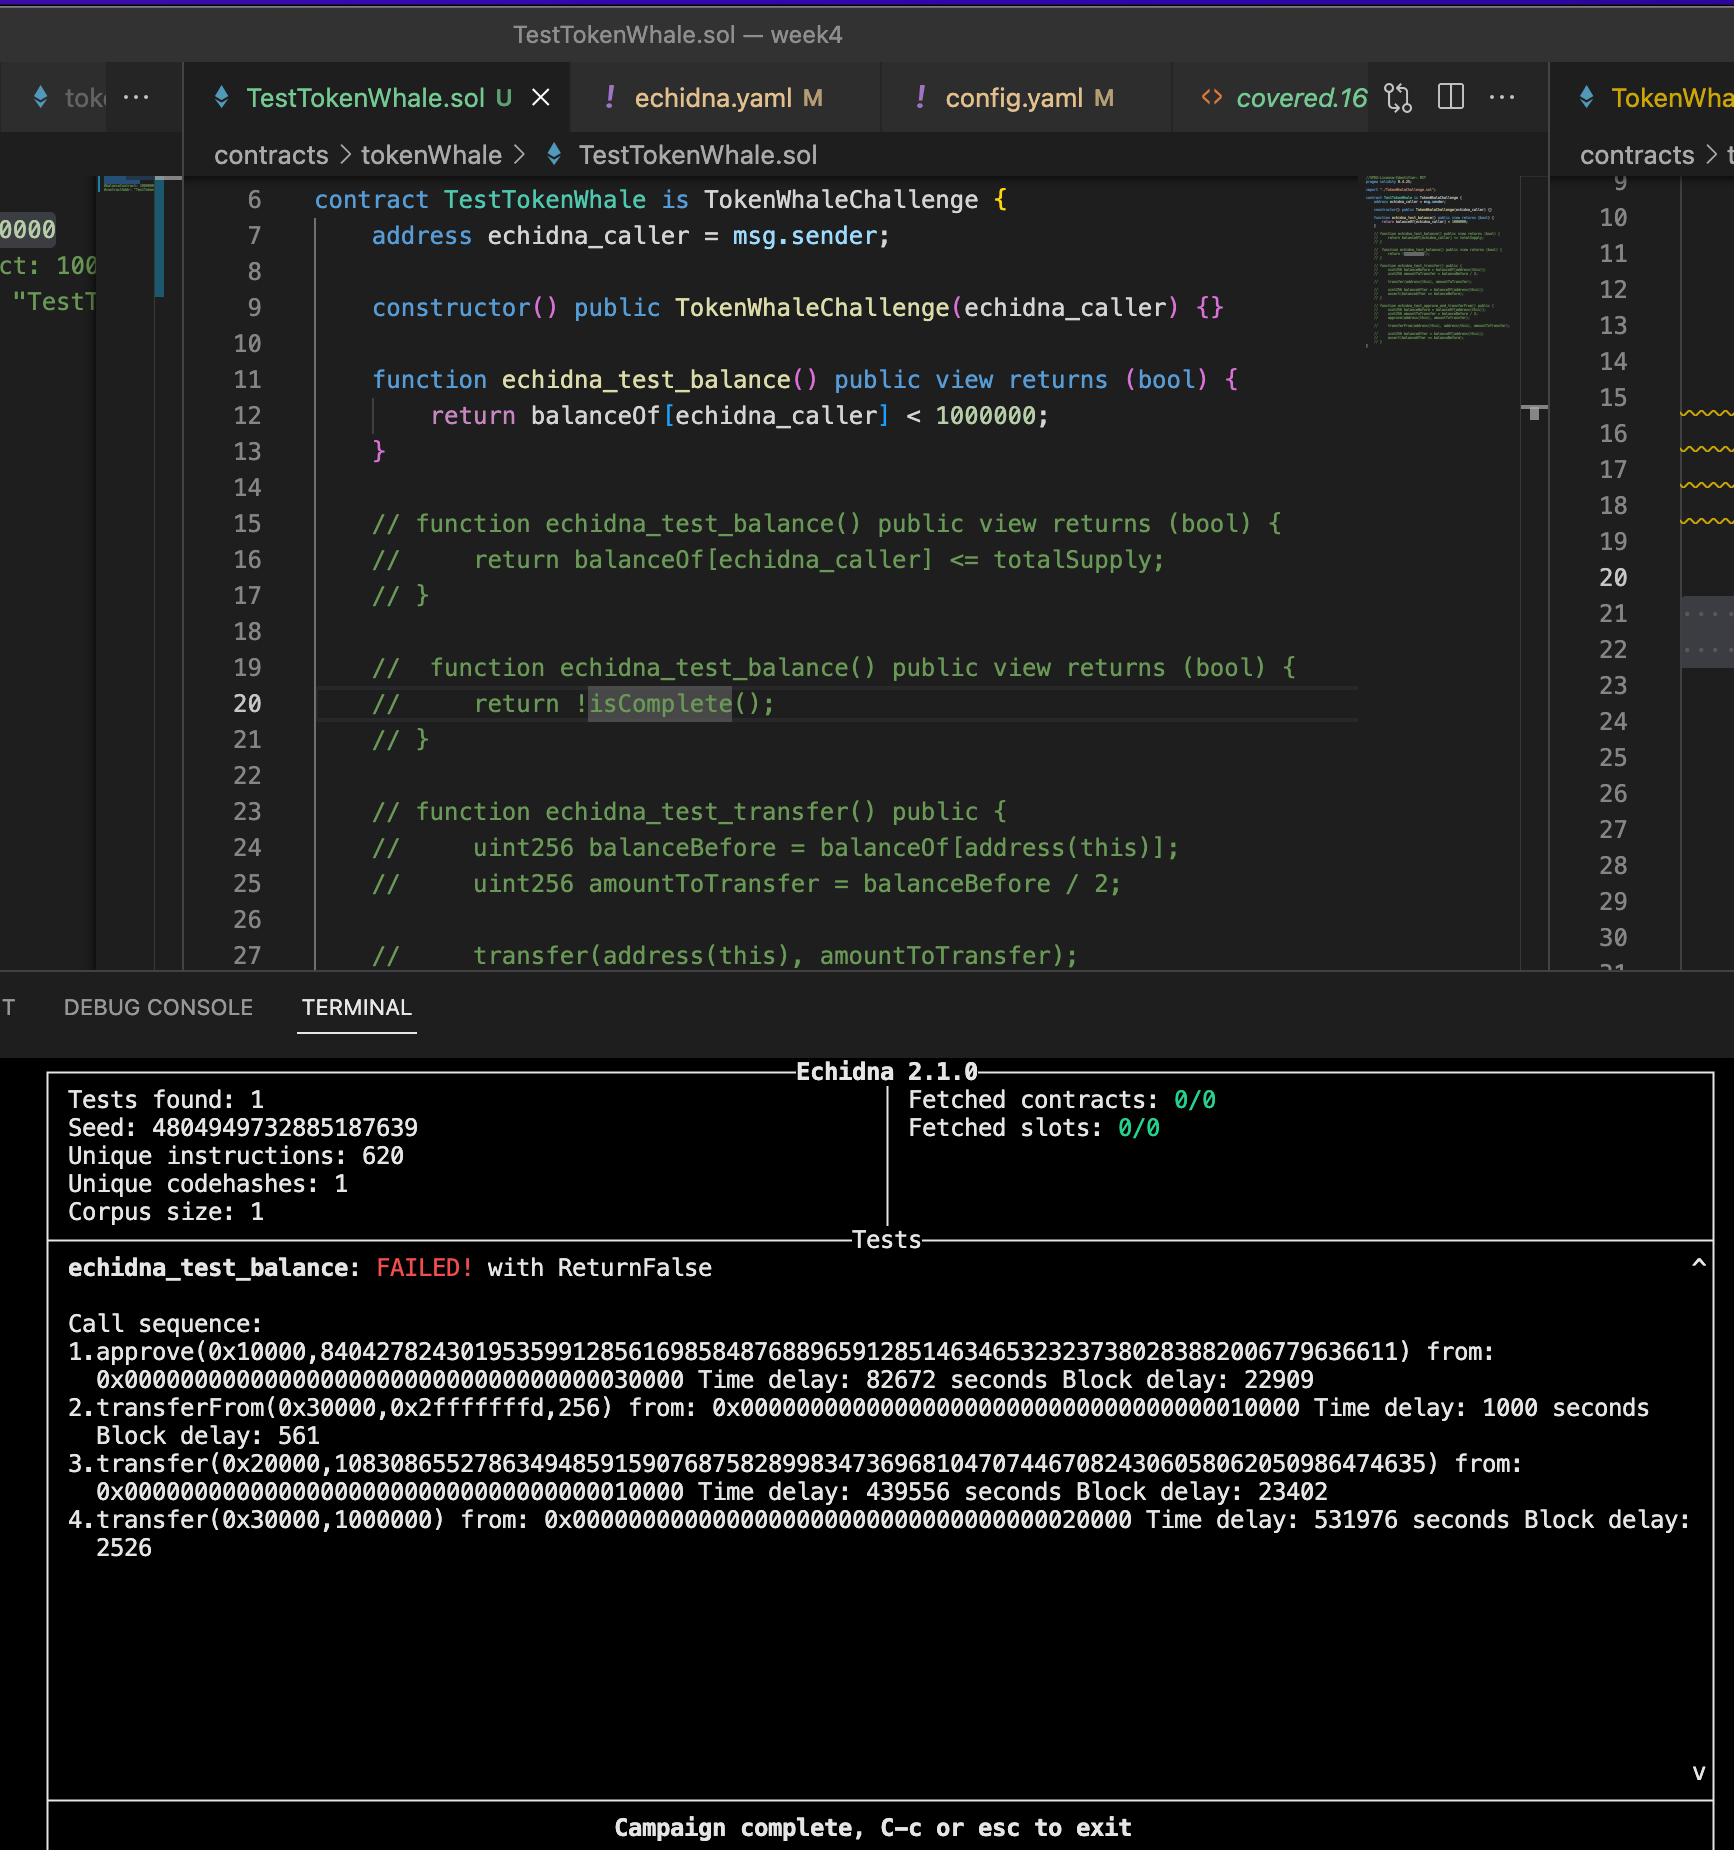 TestTokenWhale.sol — week4
TestTokenWhale.sol U
echidna.yaml M
config.yaml M
covered.16
contracts > tokenWhale > TestTokenWhale.sol
contracts >
0000
ct: 100
"TestT
6 contract TestTokenWhale is TokenWhaleChallenge {
7 address echidna_caller = msg.sender;
8
9 constructor() public TokenWhaleChallenge(echidna_caller) {}
10
11 function echidna_test_balance() public view returns (bool) {
12 return balanceOf[echidna_caller] < 1000000;
13 }
14
15 // function echidna_test_balance() public view returns (bool) {
16 // return balanceOf[echidna_caller] <= totalSupply;
17 // }
18
19 // function echidna_test_balance() public view returns (bool) {
20 // return !isComplete();
21 // }
22
23 // function echidna_test_transfer() public {
24 // uint256 balanceBefore = balanceOf[address(this)];
25 // uint256 amountToTransfer = balanceBefore / 2;
26
27 // transfer(address(this), amountToTransfer);
9
10
11
12
13
14
15
16
17
18
19
20
21
22
23
24
25
26
27
28
29
30
31
T DEBUG CONSOLE TERMINAL
Echidna 2.1.0
Tests found: 1
Seed: 4804949732885187639
Unique instructions: 620
Unique codehashes: 1
Corpus size: 1
Fetched contracts: 0/0
Fetched slots: 0/0
Tests
echidna_test_balance: FAILED! with ReturnFalse
Call sequence:
1.approve(0x10000,84042782430195359912856169858487688965912851463465323237380283882006779636611) from:
0x0000000000000000000000000000000000030000 Time delay: 82672 seconds Block delay: 22909
2.transferFrom(0x30000,0x2fffffffd,256) from: 0x0000000000000000000000000000000000010000 Time delay: 1000 seconds
Block delay: 561
3.transfer(0x20000,108308655278634948591590768758289983473696810470744670824306058062050986474635) from:
0x0000000000000000000000000000000000010000 Time delay: 439556 seconds Block delay: 23402
4.transfer(0x30000,1000000) from: 0x0000000000000000000000000000000000020000 Time delay: 531976 seconds Block delay:
2526
Campaign complete, C-c or esc to exit